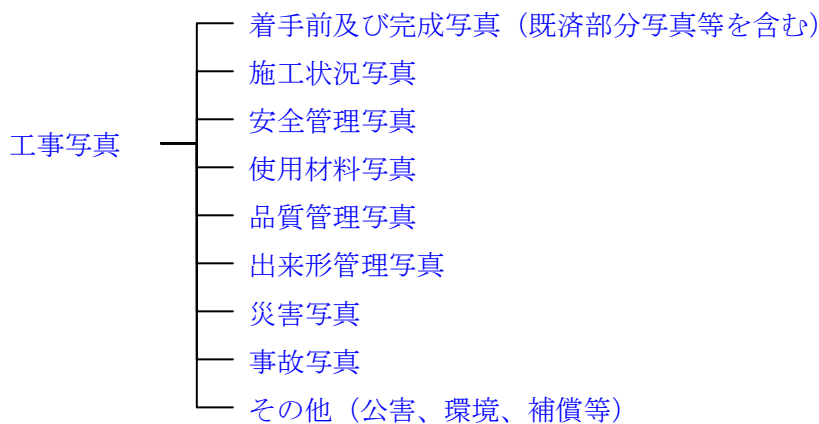 着手前及び完成写真（既済部分写真等を含む）
施工状況写真
安全管理写真
工事写真
使用材料写真
品質管理写真
出来形管理写真
災害写真
事故写真
その他（公害、環境、補償等）